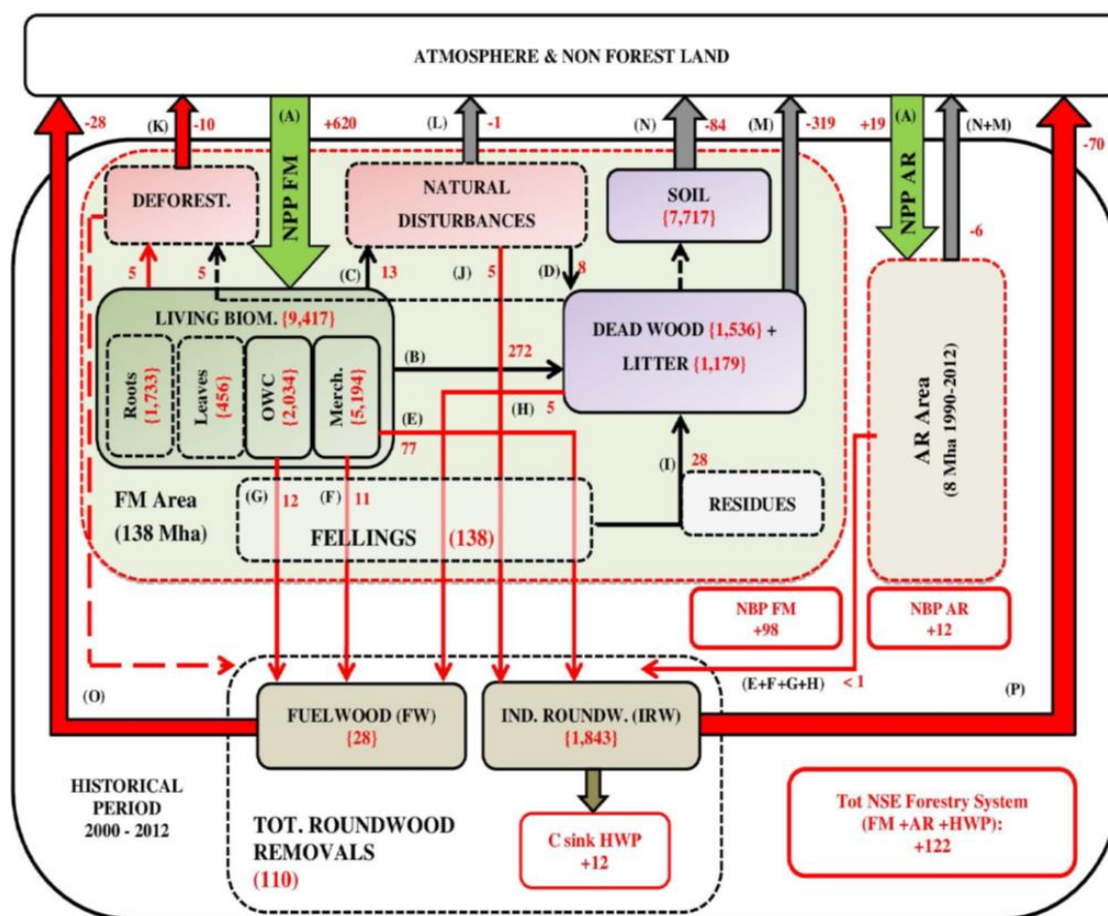 ATMOSPHERE & NON FOREST LAND
-28
(K)
-10
(A)
+620
(L)
-1
(N)
-84
(M)
-319
+19
(A)
(N+M)
-70
DEFOREST.
NPP FM
NATURAL
DISTURBANCES
SOIL
{7,717}
NPP AR
-6
5
5
(C)
13
(J)
5
(D)
8
LIVING BIOM. {9,417}
Roots
{1,733}
Leaves
{456}
OWC
{2,034}
Merch.
{5,194}
(B)
272
DEAD WOOD {1,536} +
LITTER {1,179}
(H)
5
(E)
77
AR Area
(8 Mha 1990-2012)
(I)
28
FM Area
(138 Mha)
(G)
12
(F)
11
RESIDUES
FELLINGS (138)
NBP FM
+98
NBP AR
+12
(E+F+G+H)
< 1
(O)
(P)
FUELWOOD (FW)
{28}
IND. ROUNDW. (IRW)
{1,843}
HISTORICAL
PERIOD
2000 - 2012
TOT. ROUNDWOOD
REMOVALS
(110)
C sink HWP
+12
Tot NSE Forestry System
(FM +AR +HWP):
+122